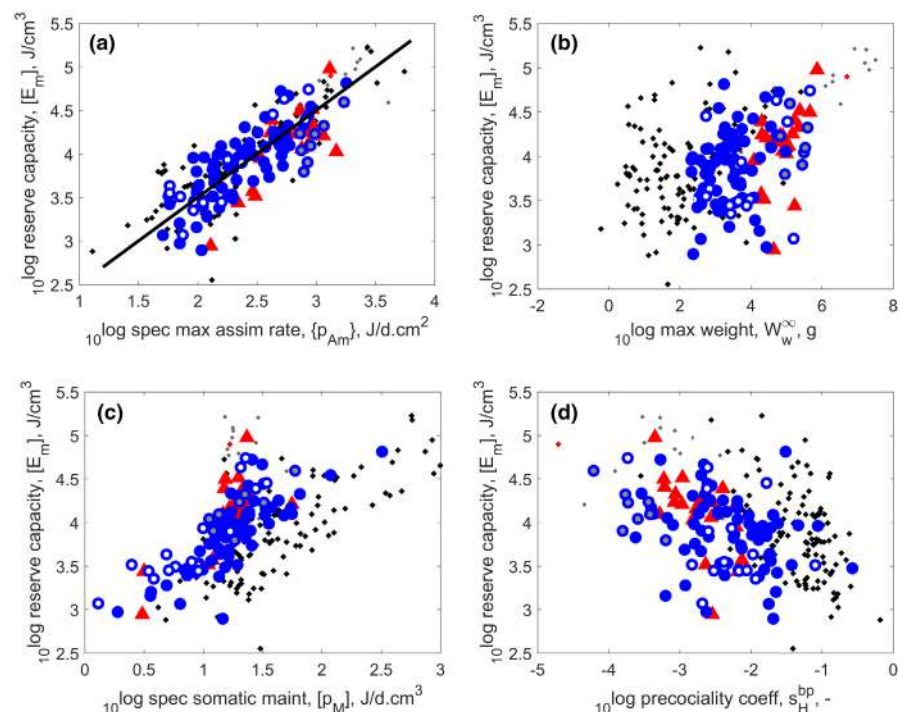 (a)
10log reserve capacity, [E_m], J/cm^3
5.5
5
4.5
4
3.5
3
2.5
1 1.5 2 2.5 3 3.5 4
10log spec max assim rate, {p_Am}, J/d.cm^2
(b)
10log reserve capacity, [E_m], J/cm^3
5.5
5
4.5
4
3.5
3
2.5
-2 0 2 4 6 8
10log max weight, W_w^∞, g
(c)
10log reserve capacity, [E_m], J/cm^3
5.5
5
4.5
4
3.5
3
2.5
0 0.5 1 1.5 2 2.5 3
10log spec somatic maint, [p_M], J/d.cm^3
(d)
10log reserve capacity, [E_m], J/cm^3
5.5
5
4.5
4
3.5
3
2.5
-5 -4 -3 -2 -1 0
10log precociality coeff, s_H^bp, -